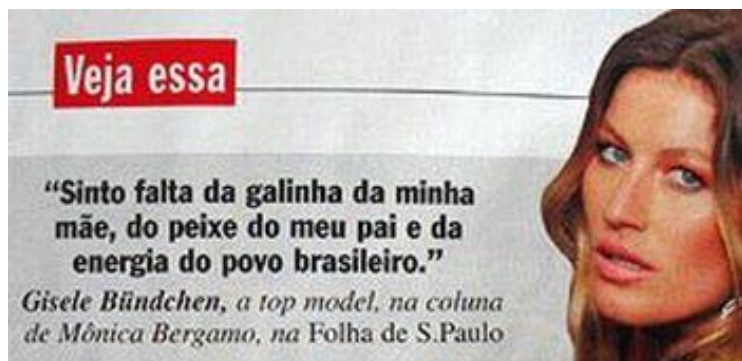 Veja essa
“Sinto falta da galinha da minha
mãe, do peixe do meu pai e da
energia do povo brasileiro.”
Gisele Bündchen, a top model, na coluna
de Mônica Bergamo, na Folha de S.Paulo